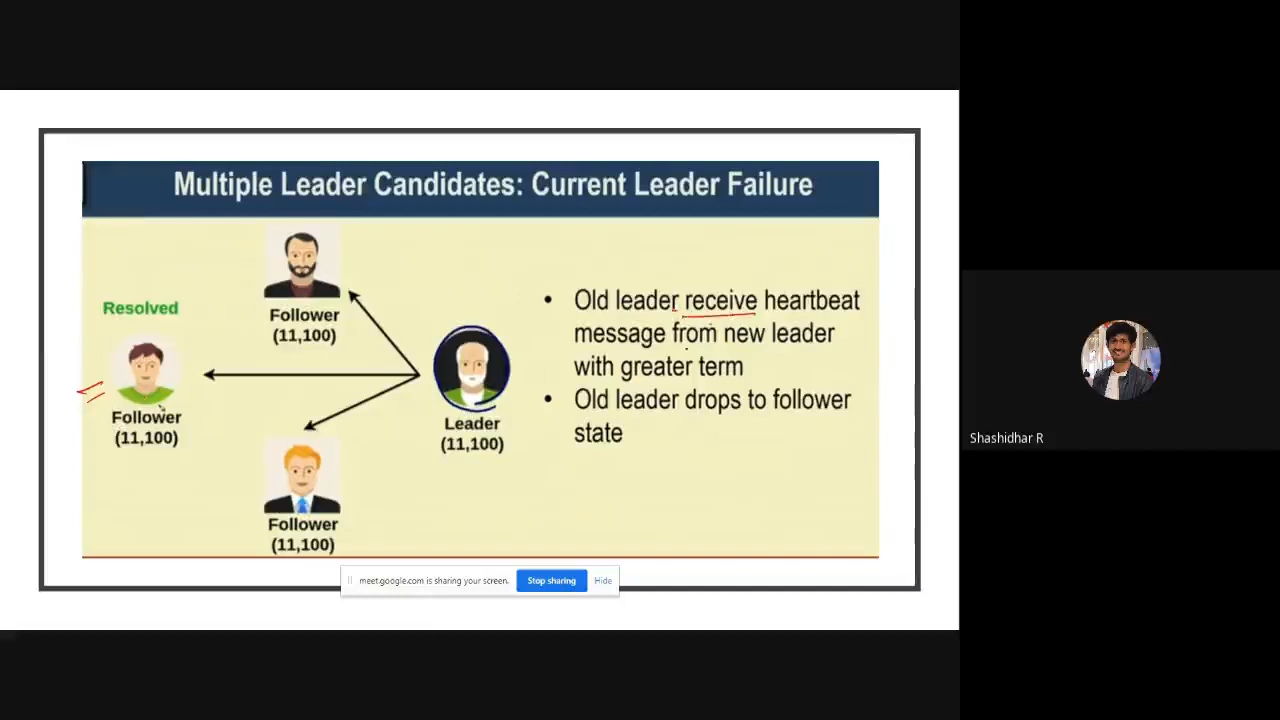 Multiple Leader Candidates: Current Leader Failure
Resolved
Follower
(11,100)
Follower
(11,100)
Leader
(11,100)
Follower
(11,100)
• Old leader receive heartbeat
message from new leader
with greater term
• Old leader drops to follower
state
meet.google.com is sharing your screen.
Stop sharing
Hide
Shashidhar R